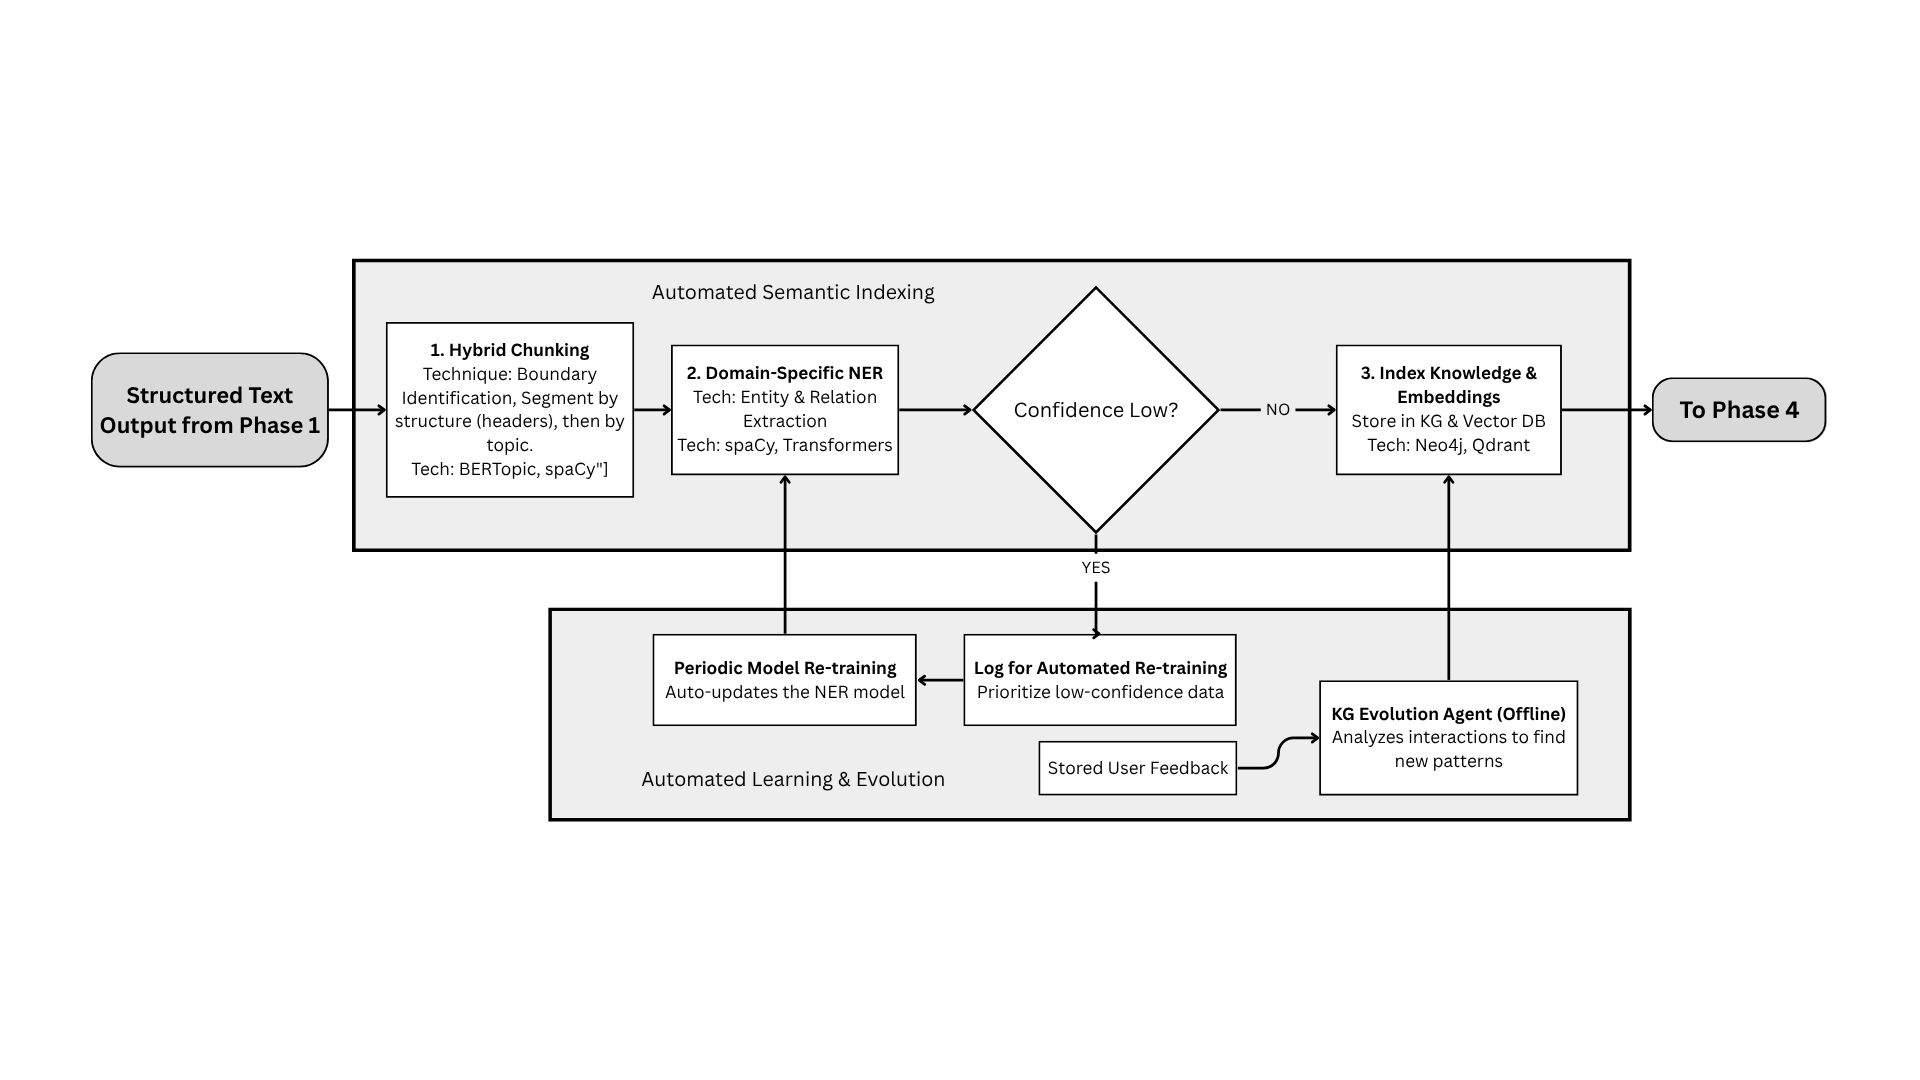 Automated Semantic Indexing
Structured Text
Output from Phase 1
1. Hybrid Chunking
Technique: Boundary
Identification, Segment by
structure (headers), then by
topic.
Tech: BERTopic, spaCy"]
2. Domain-Specific NER
Tech: Entity & Relation
Extraction
Tech: spaCy, Transformers
Confidence Low?
NO
3. Index Knowledge &
Embeddings
Store in KG & Vector DB
Tech: Neo4j, Qdrant
To Phase 4
YES
Periodic Model Re-training
Auto-updates the NER model
Log for Automated Re-training
Prioritize low-confidence data
KG Evolution Agent (Offline)
Analyzes interactions to find
new patterns
Stored User Feedback
Automated Learning & Evolution